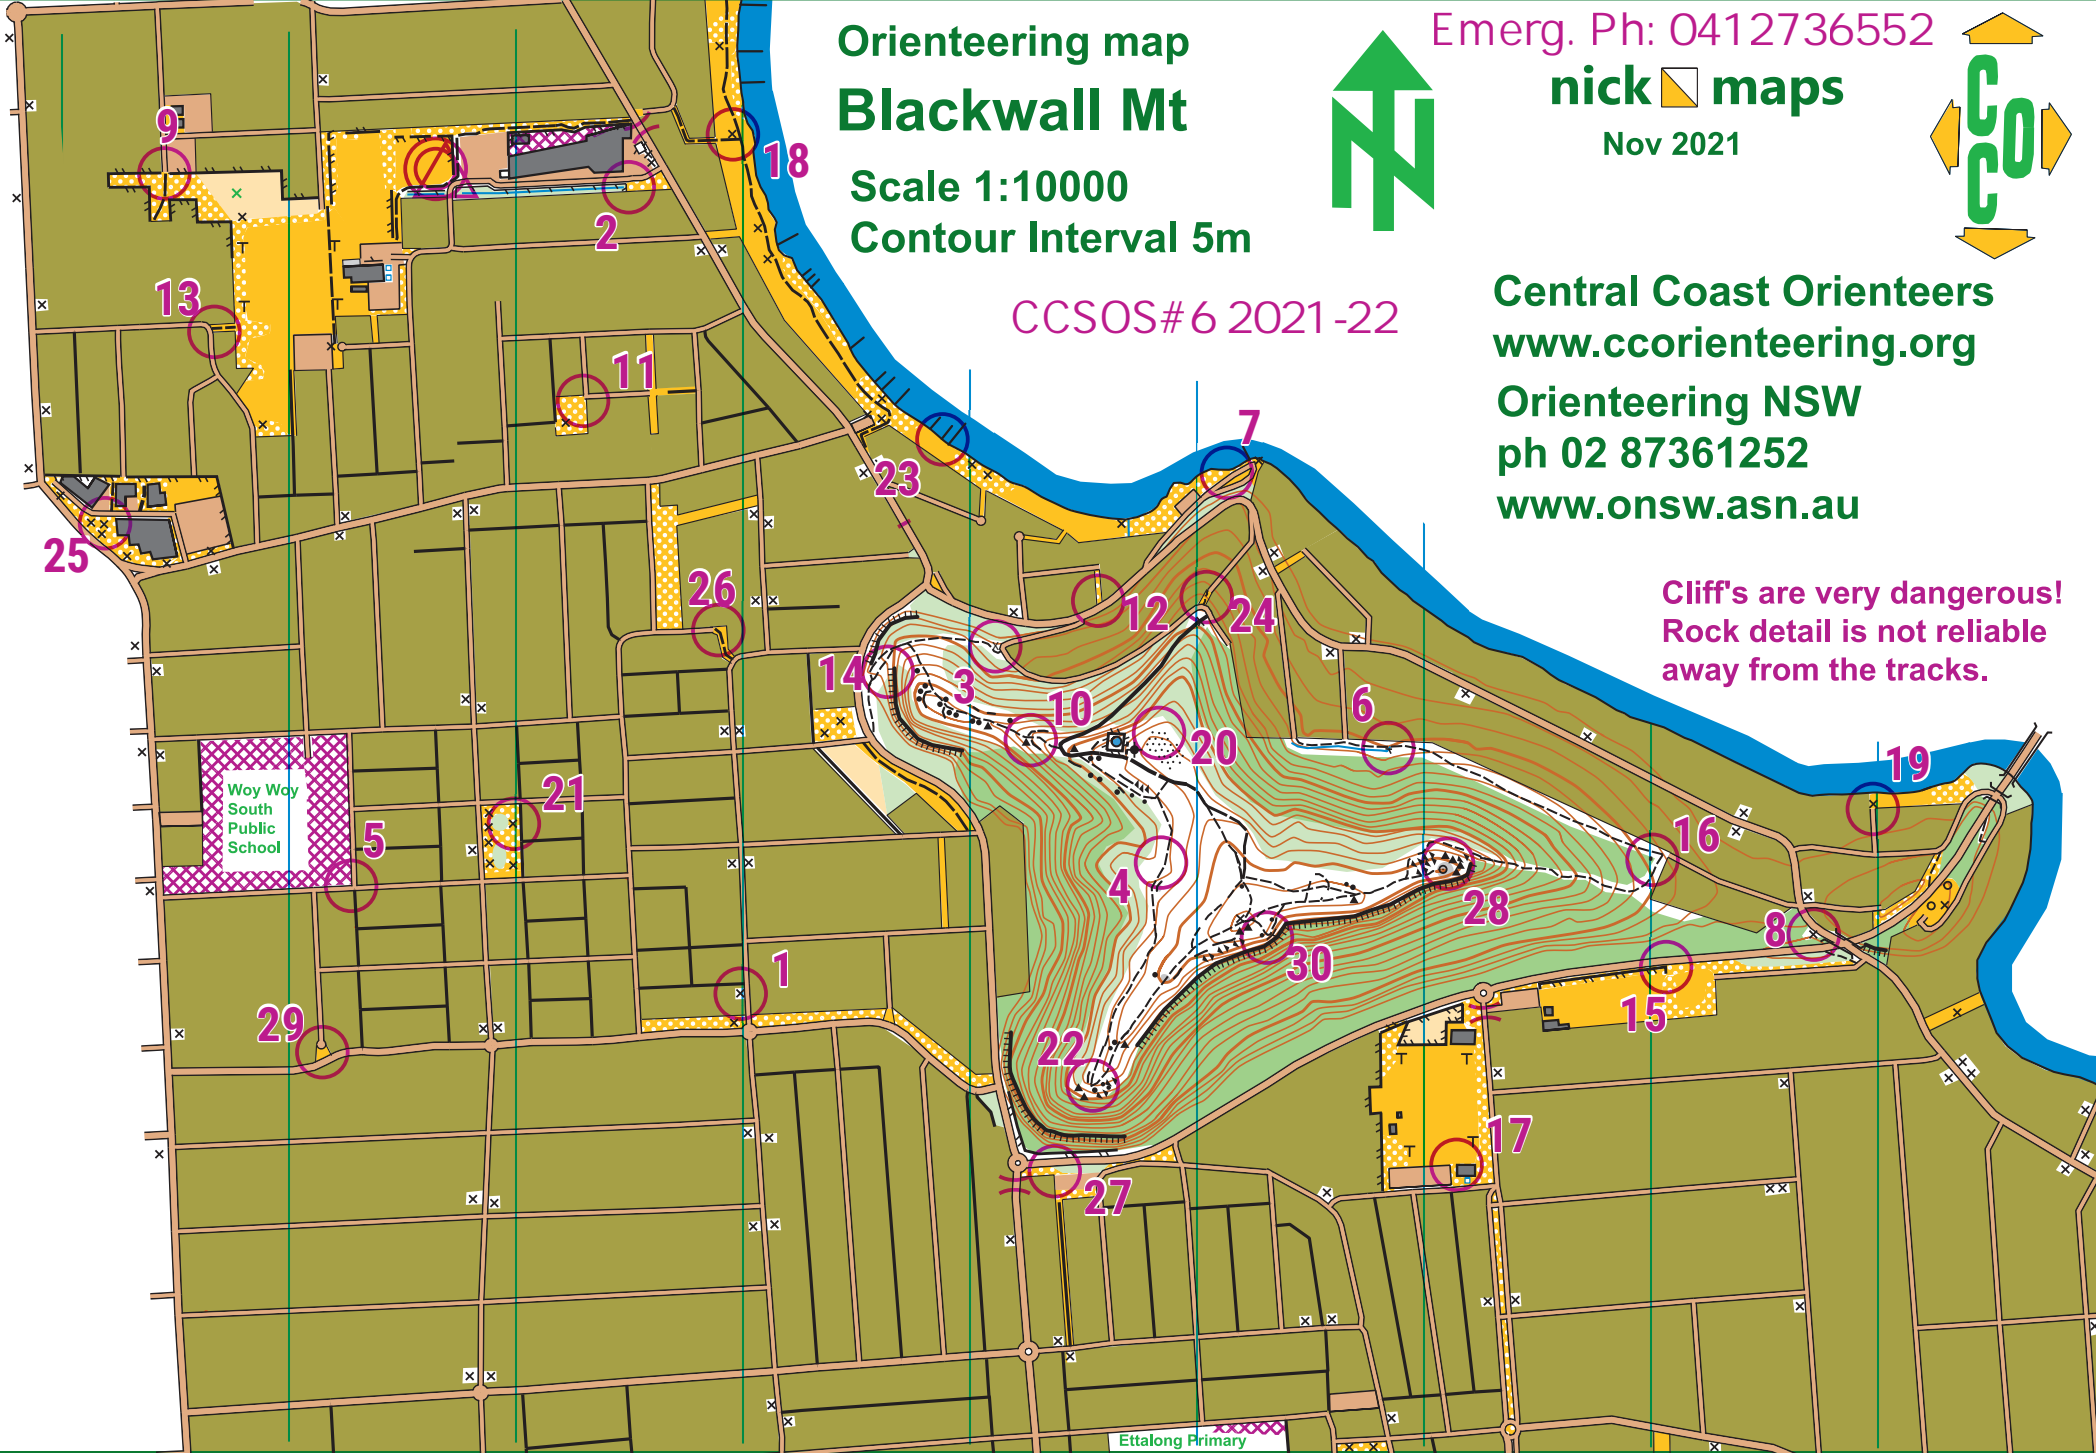 Orienteering map
Blackwall Mt
Scale 1:10000
Contour Interval 5m
CCSOS#6 2021-22
Emerg. Ph: 0412736552
nick maps
Nov 2021
COC
Central Coast Orienteers
www.ccorienteering.org
Orienteering NSW
ph 02 87361252
www.onsw.asn.au
Cliff's are very dangerous!
Rock detail is not reliable
away from the tracks.
9
18
2
13
11
7
23
25
26
12
24
14
3
10
6
20
19
21
Woy Woy
South
Public
School
5
16
4
28
8
30
1
15
29
22
17
27
Ettalong Primary